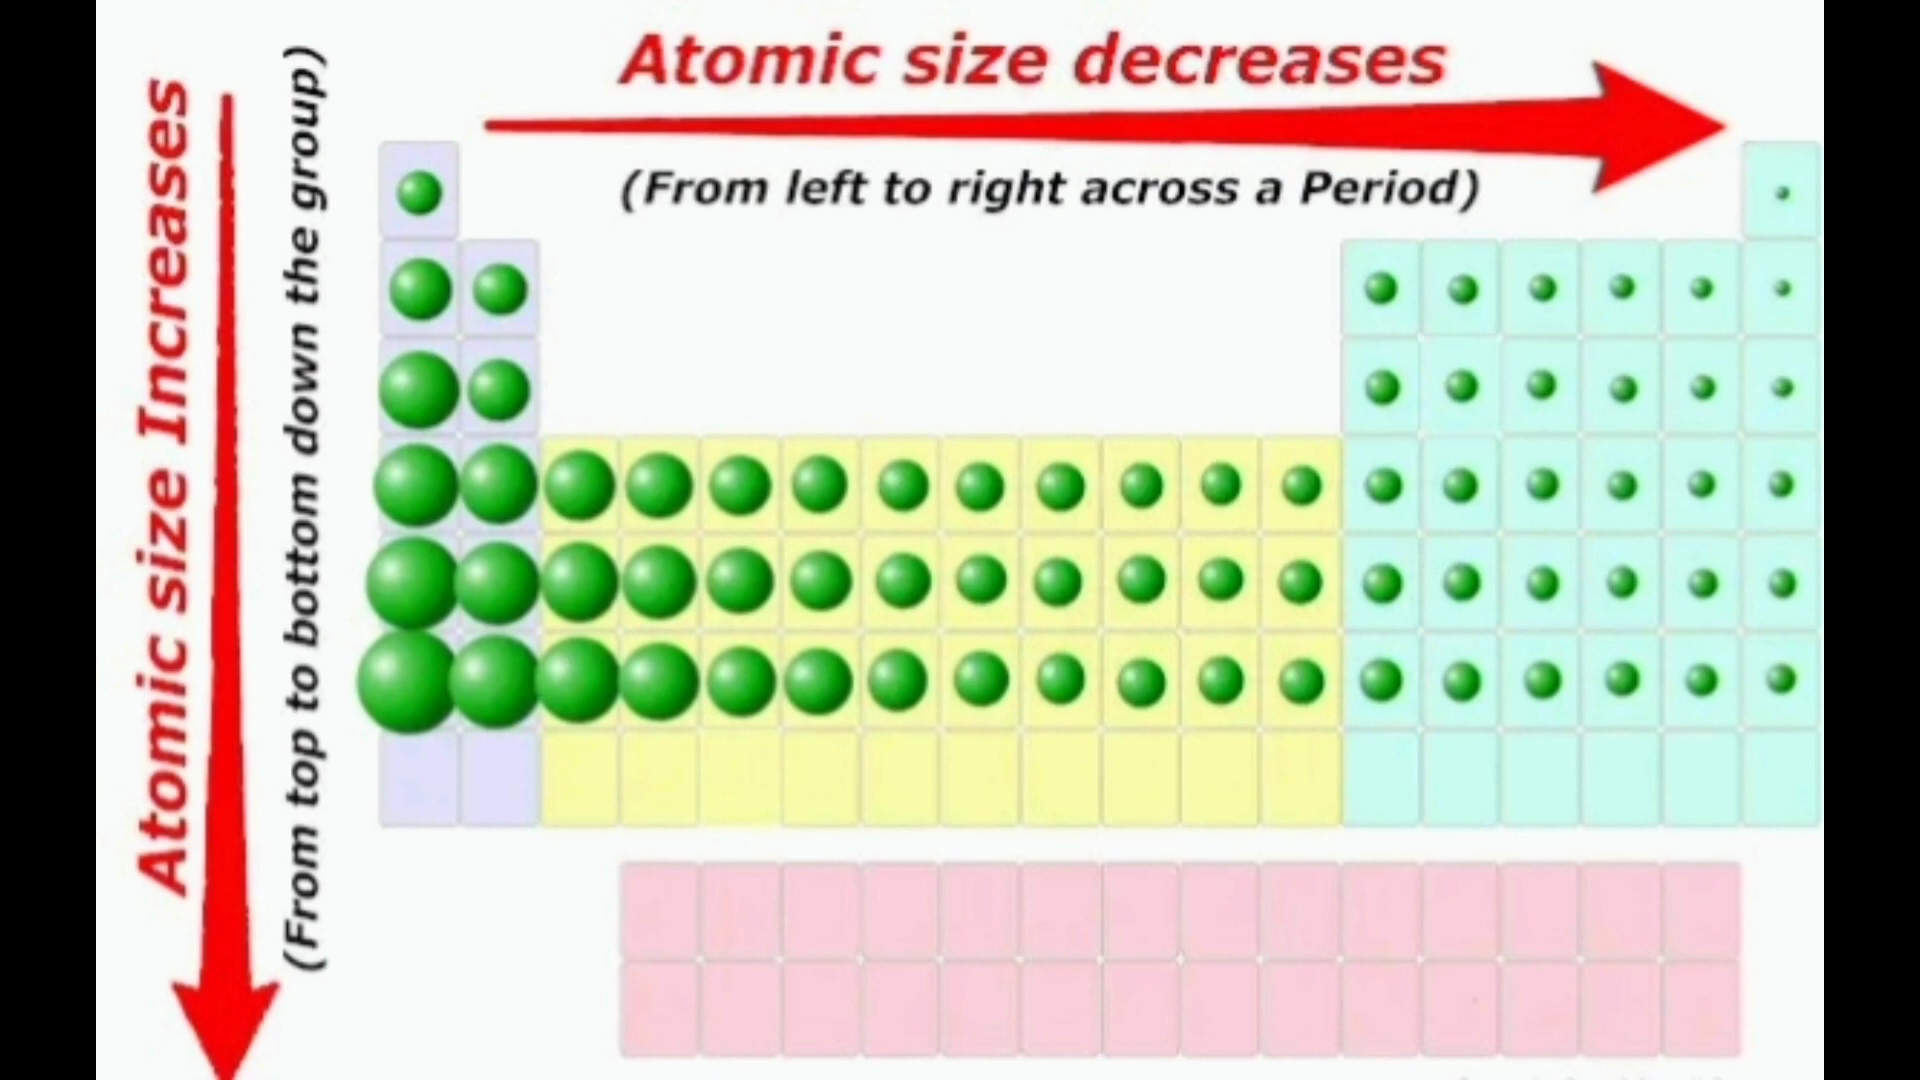 Atomic size decreases
(From left to right across a Period)
Atomic size Increases
(From top to bottom down the group)